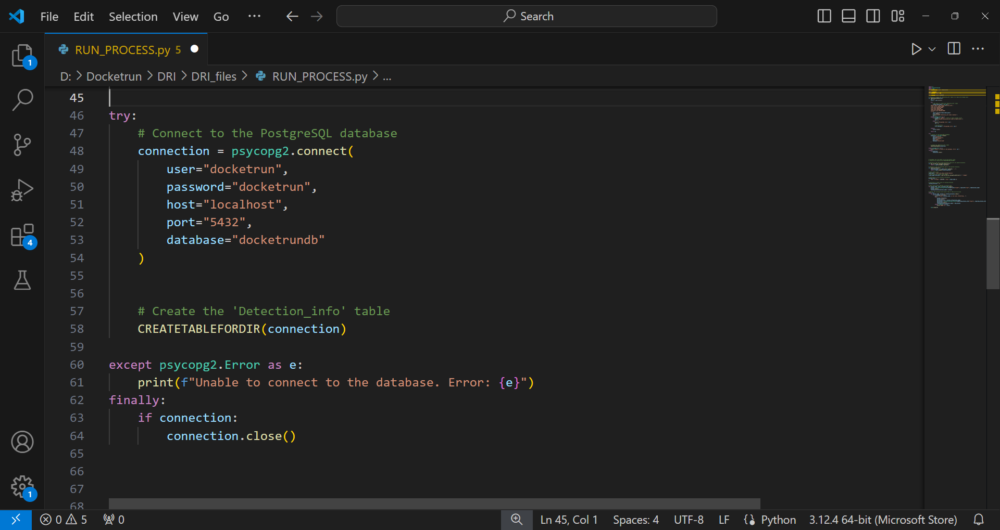 File Edit Selection View Go ··· Search
RUN_PROCESS.py 5
D: > Docketrun > DRI > DRI_files > RUN_PROCESS.py > ...
1
4
1
45
46 try:
47     # Connect to the PostgreSQL database
48     connection = psycopg2.connect(
49         user="docketrun",
50         password="docketrun",
51         host="localhost",
52         port="5432",
53         database="docketrundb"
54     )
55
56
57     # Create the 'Detection_info' table
58     CREATETABLEFORDIR(connection)
59
60 except psycopg2.Error as e:
61     print(f"Unable to connect to the database. Error: {e}")
62 finally:
63     if connection:
64         connection.close()
65
66
67
68
0 5 0 Ln 45, Col 1 Spaces: 4 UTF-8 LF Python 3.12.4 64-bit (Microsoft Store)